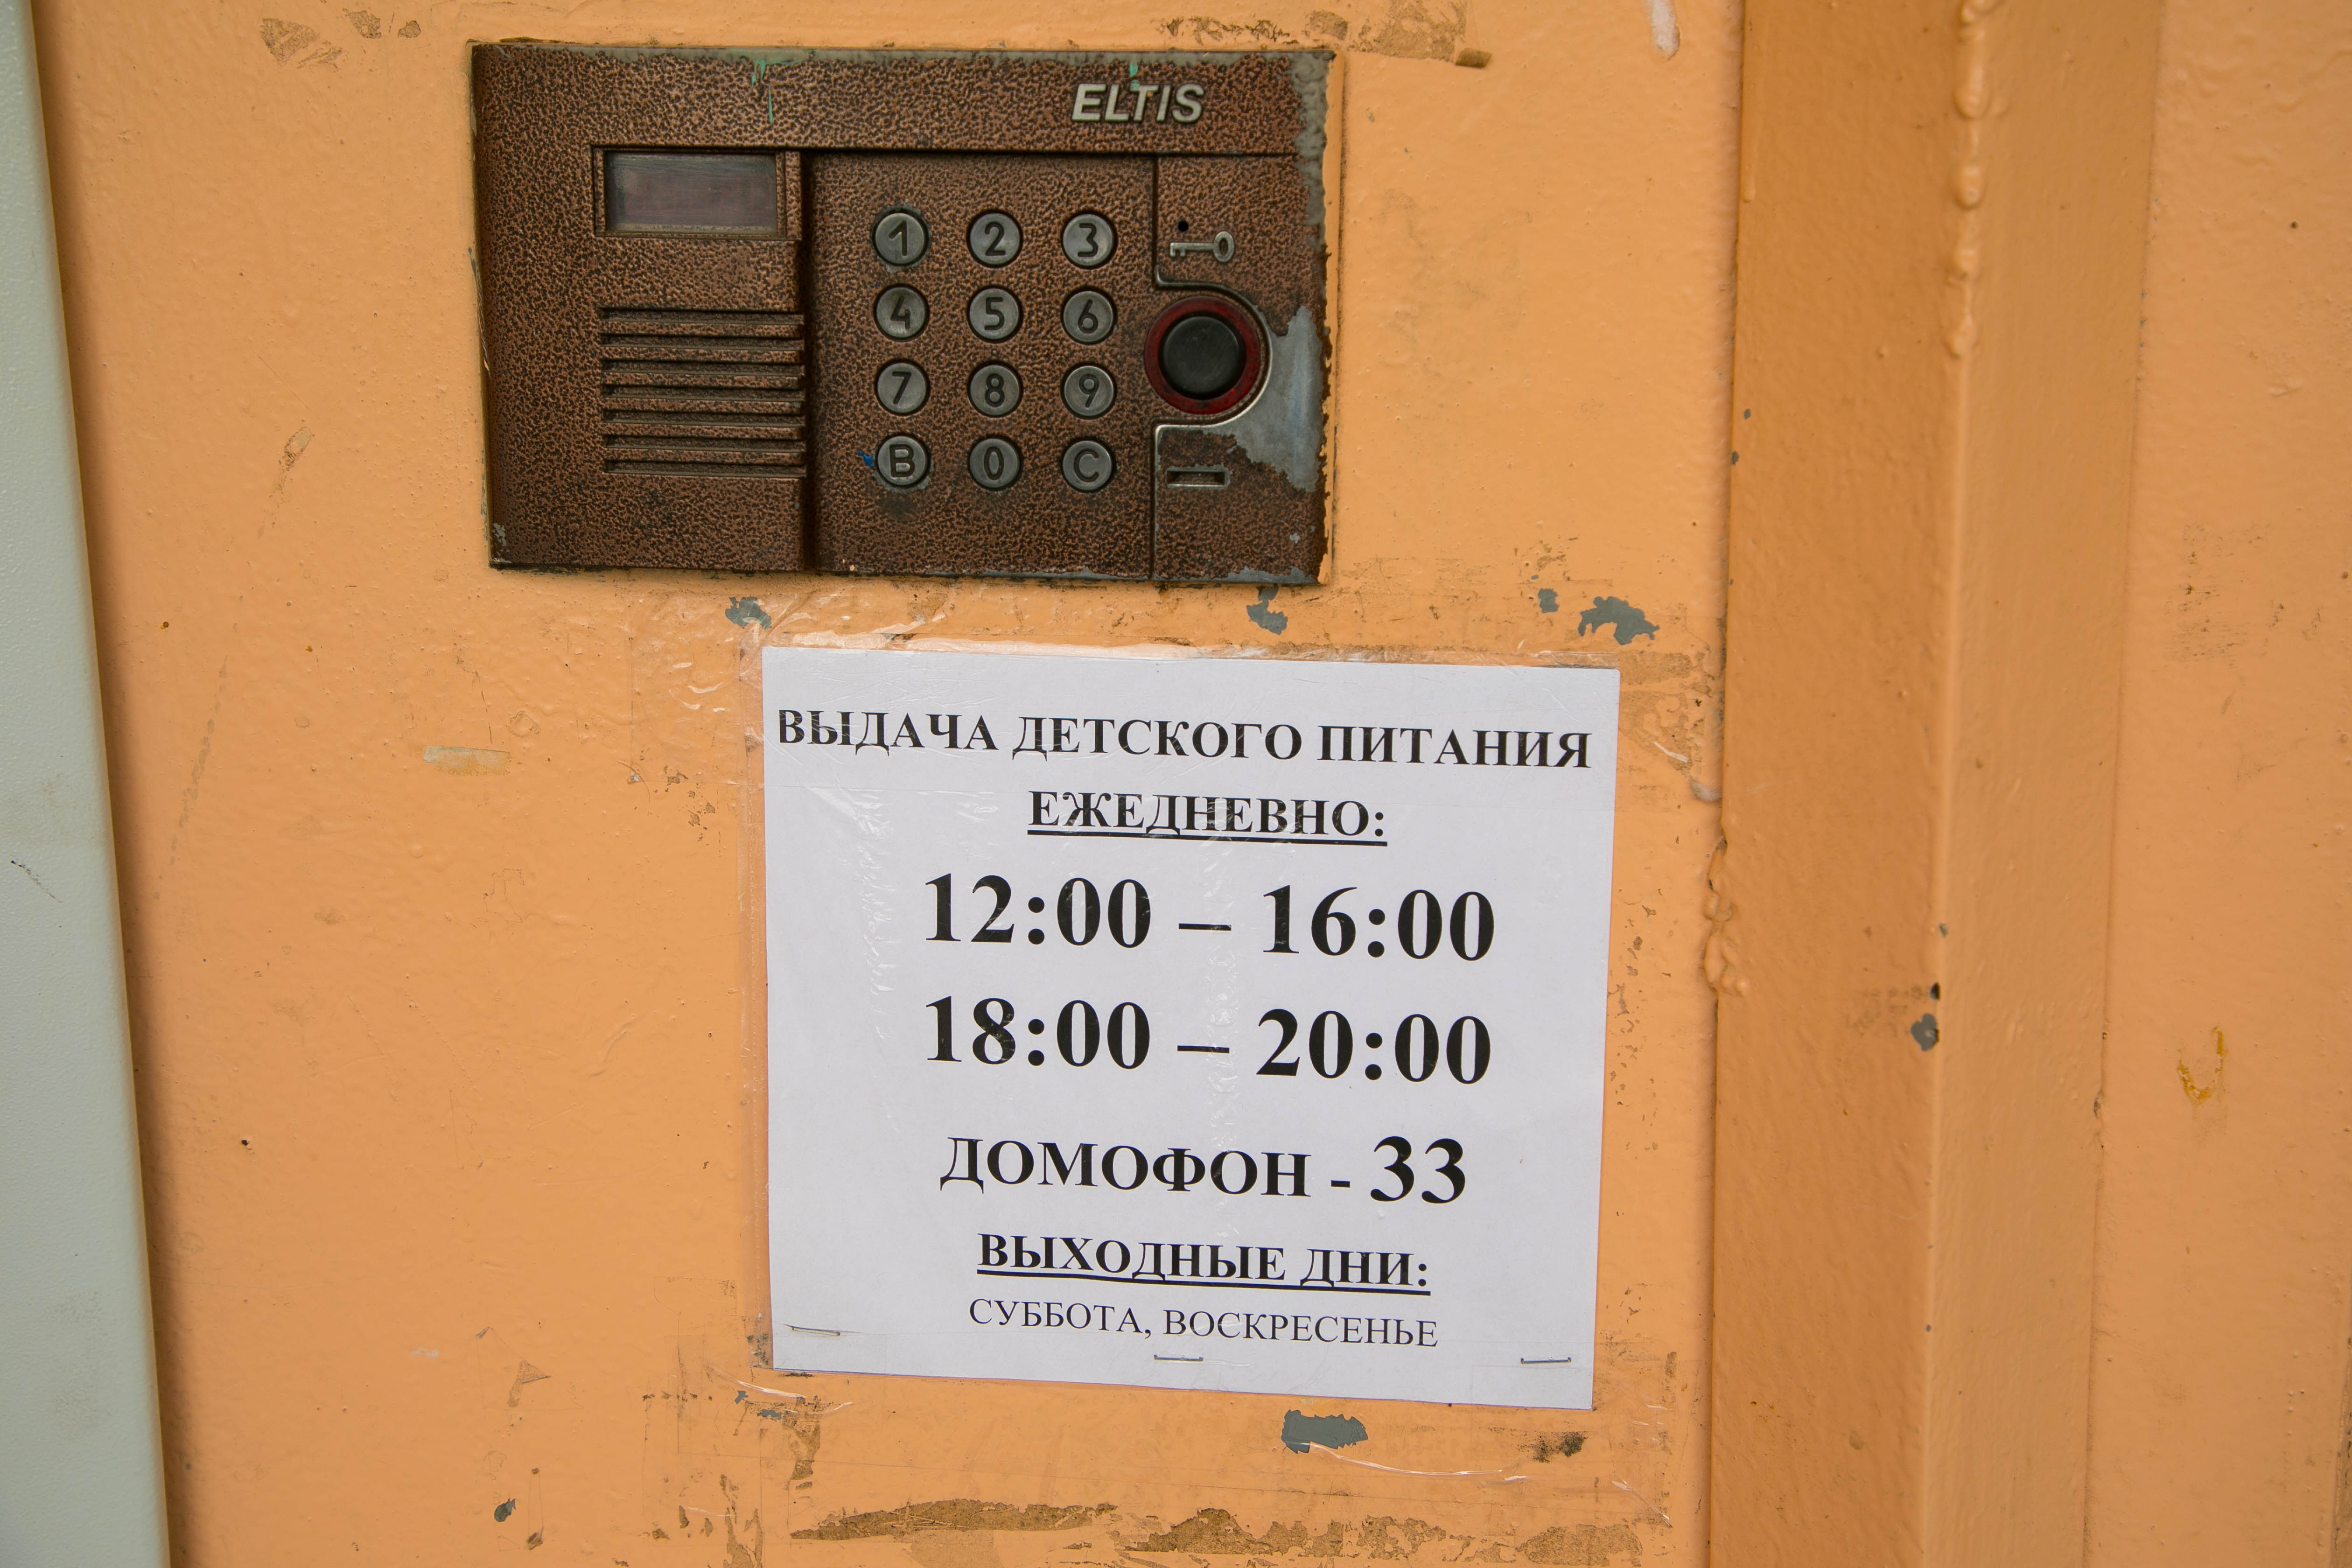 ELTIS
1 2 3
4 5 6
7 8 9
B 0 C
ВЫДАЧА ДЕТСКОГО ПИТАНИЯ
ЕЖЕДНЕВНО:
12:00 – 16:00
18:00 – 20:00
ДОМОФОН - 33
ВЫХОДНЫЕ ДНИ:
СУББОТА, ВОСКРЕСЕНЬЕ